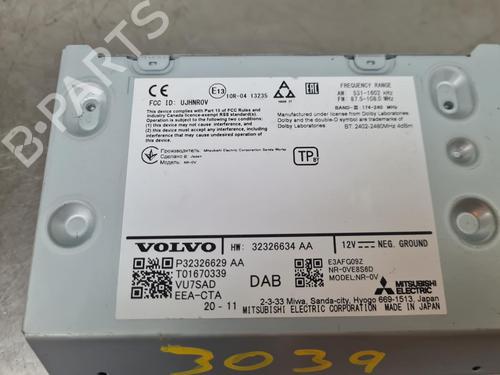 B-PARTS
CE E13 10R-04 13235 EAC
FCC ID: UJHNR0V
This device complies with Part 15 of FCC Rules and
Industry Canada licence-exempt RSS standard(s).
Operation is subject to the following two conditions:
(1) this device may not cause interference, and
(2) this device must accept any interference, including
interference that may cause undesired operation of this device.
FREQUENCY RANGE
AM: 531-1602 kHz
FM: 87.5-108.0 MHz
BAND-III 174-240 MHz
Manufactured under license from Dolby Laboratories.
Dolby and the double-D symbol are trademarks of
Dolby Laboratories
BT: 2402-2480MHz 4dBm
Производитель: Mitsubishi Electric Corporation Sanda Works
Сделано в: Japan
Модель: NR-0V
TP BY
VOLVO
HW: 32326634 AA
12V NEG. GROUND
P32326629 AA
T01670339
VU7SAD
EEA-CTA
20-11
DAB
E3AFG09Z
NR-0VE8S6D
MODEL:NR-0V
MITSUBISHI
ELECTRIC
2-3-33 Miwa, Sanda-city, Hyogo 669-1513, Japan
MITSUBISHI ELECTRIC CORPORATION MADE IN JAPAN
3039